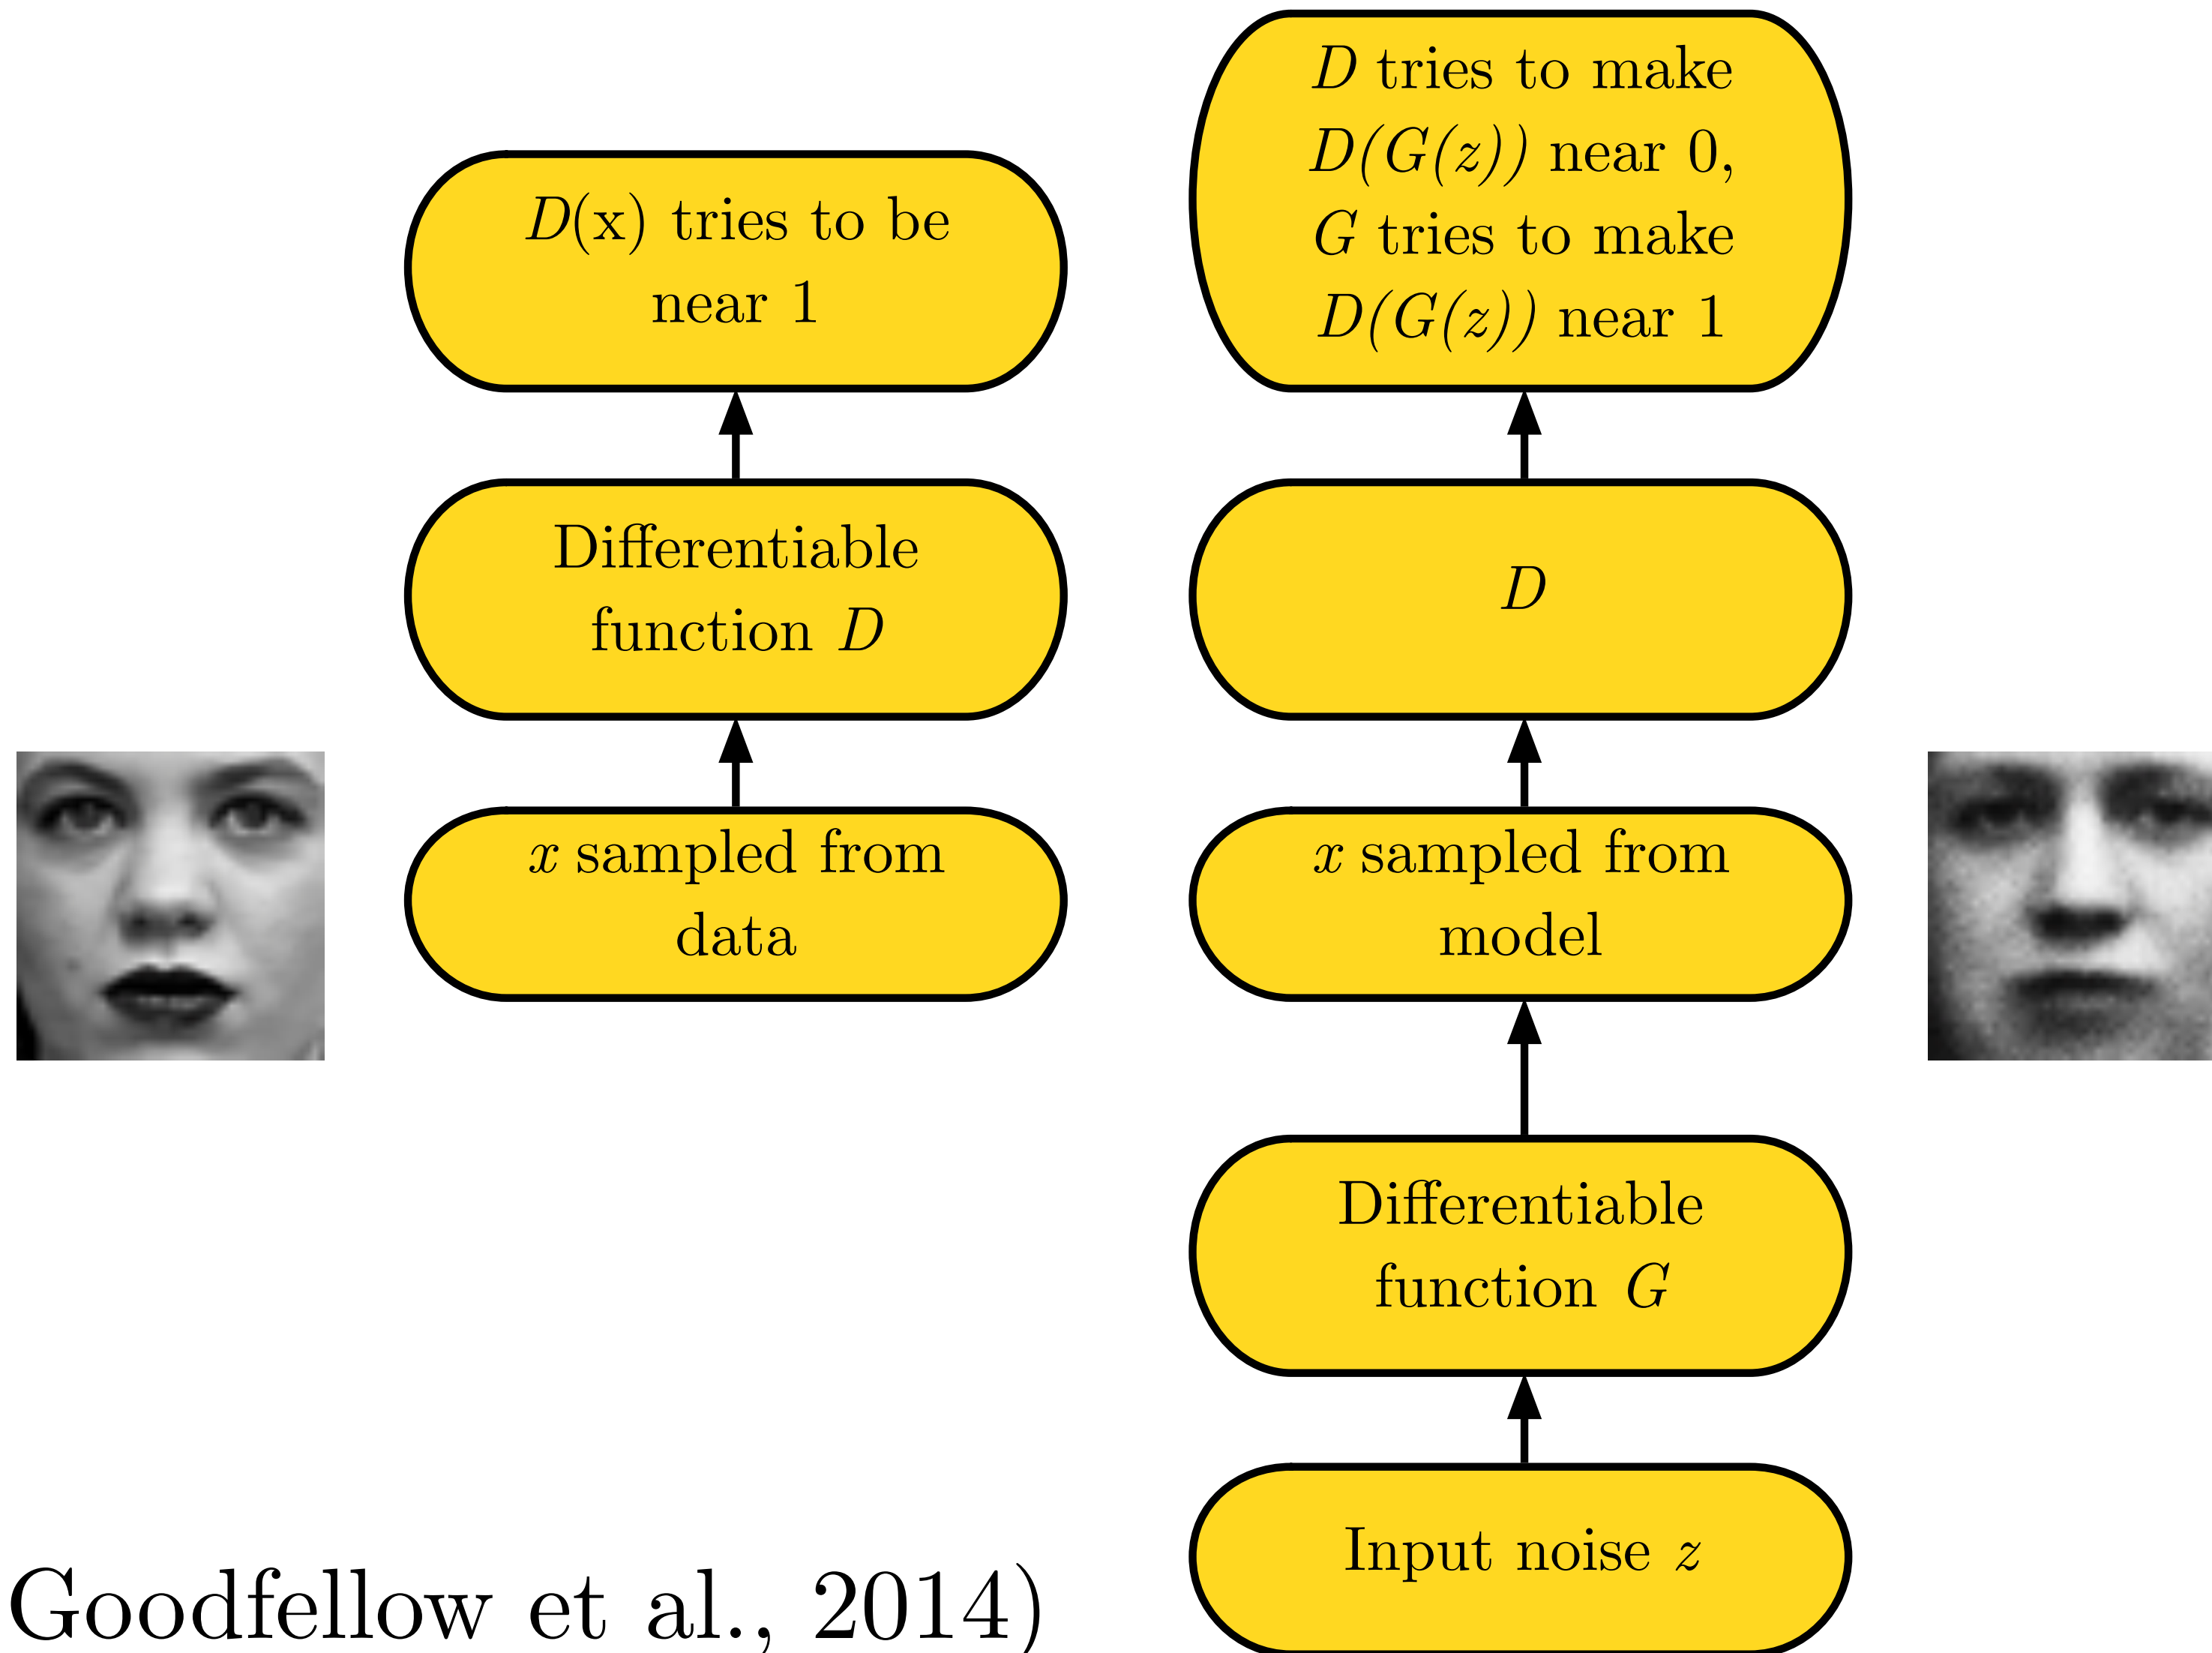 D(x) tries to be
near 1
Differentiable
function D
x sampled from
data
D tries to make
D(G(z)) near 0,
G tries to make
D(G(z)) near 1
D
x sampled from
model
Differentiable
function G
Input noise z
Goodfellow et al., 2014)